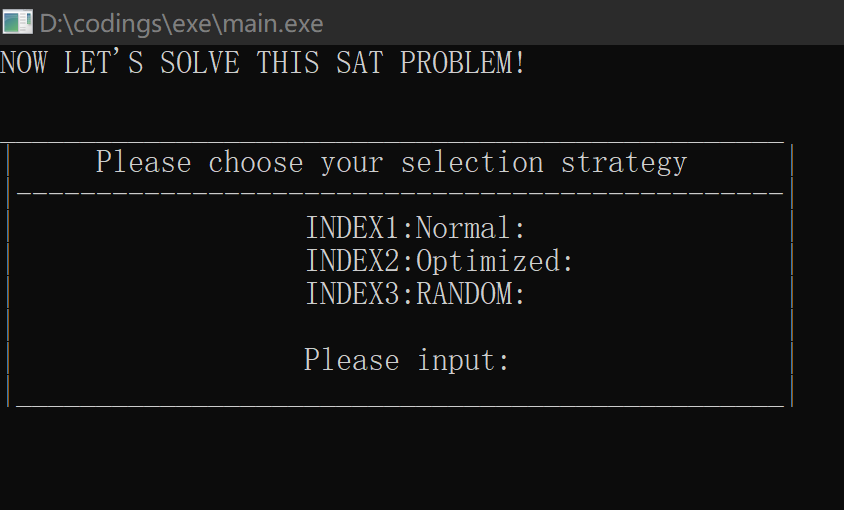 D:\codings\exe\main.exe
NOW LET'S SOLVE THIS SAT PROBLEM!
Please choose your selection strategy
INDEX1:Normal:
INDEX2:Optimized:
INDEX3:RANDOM:
Please input: